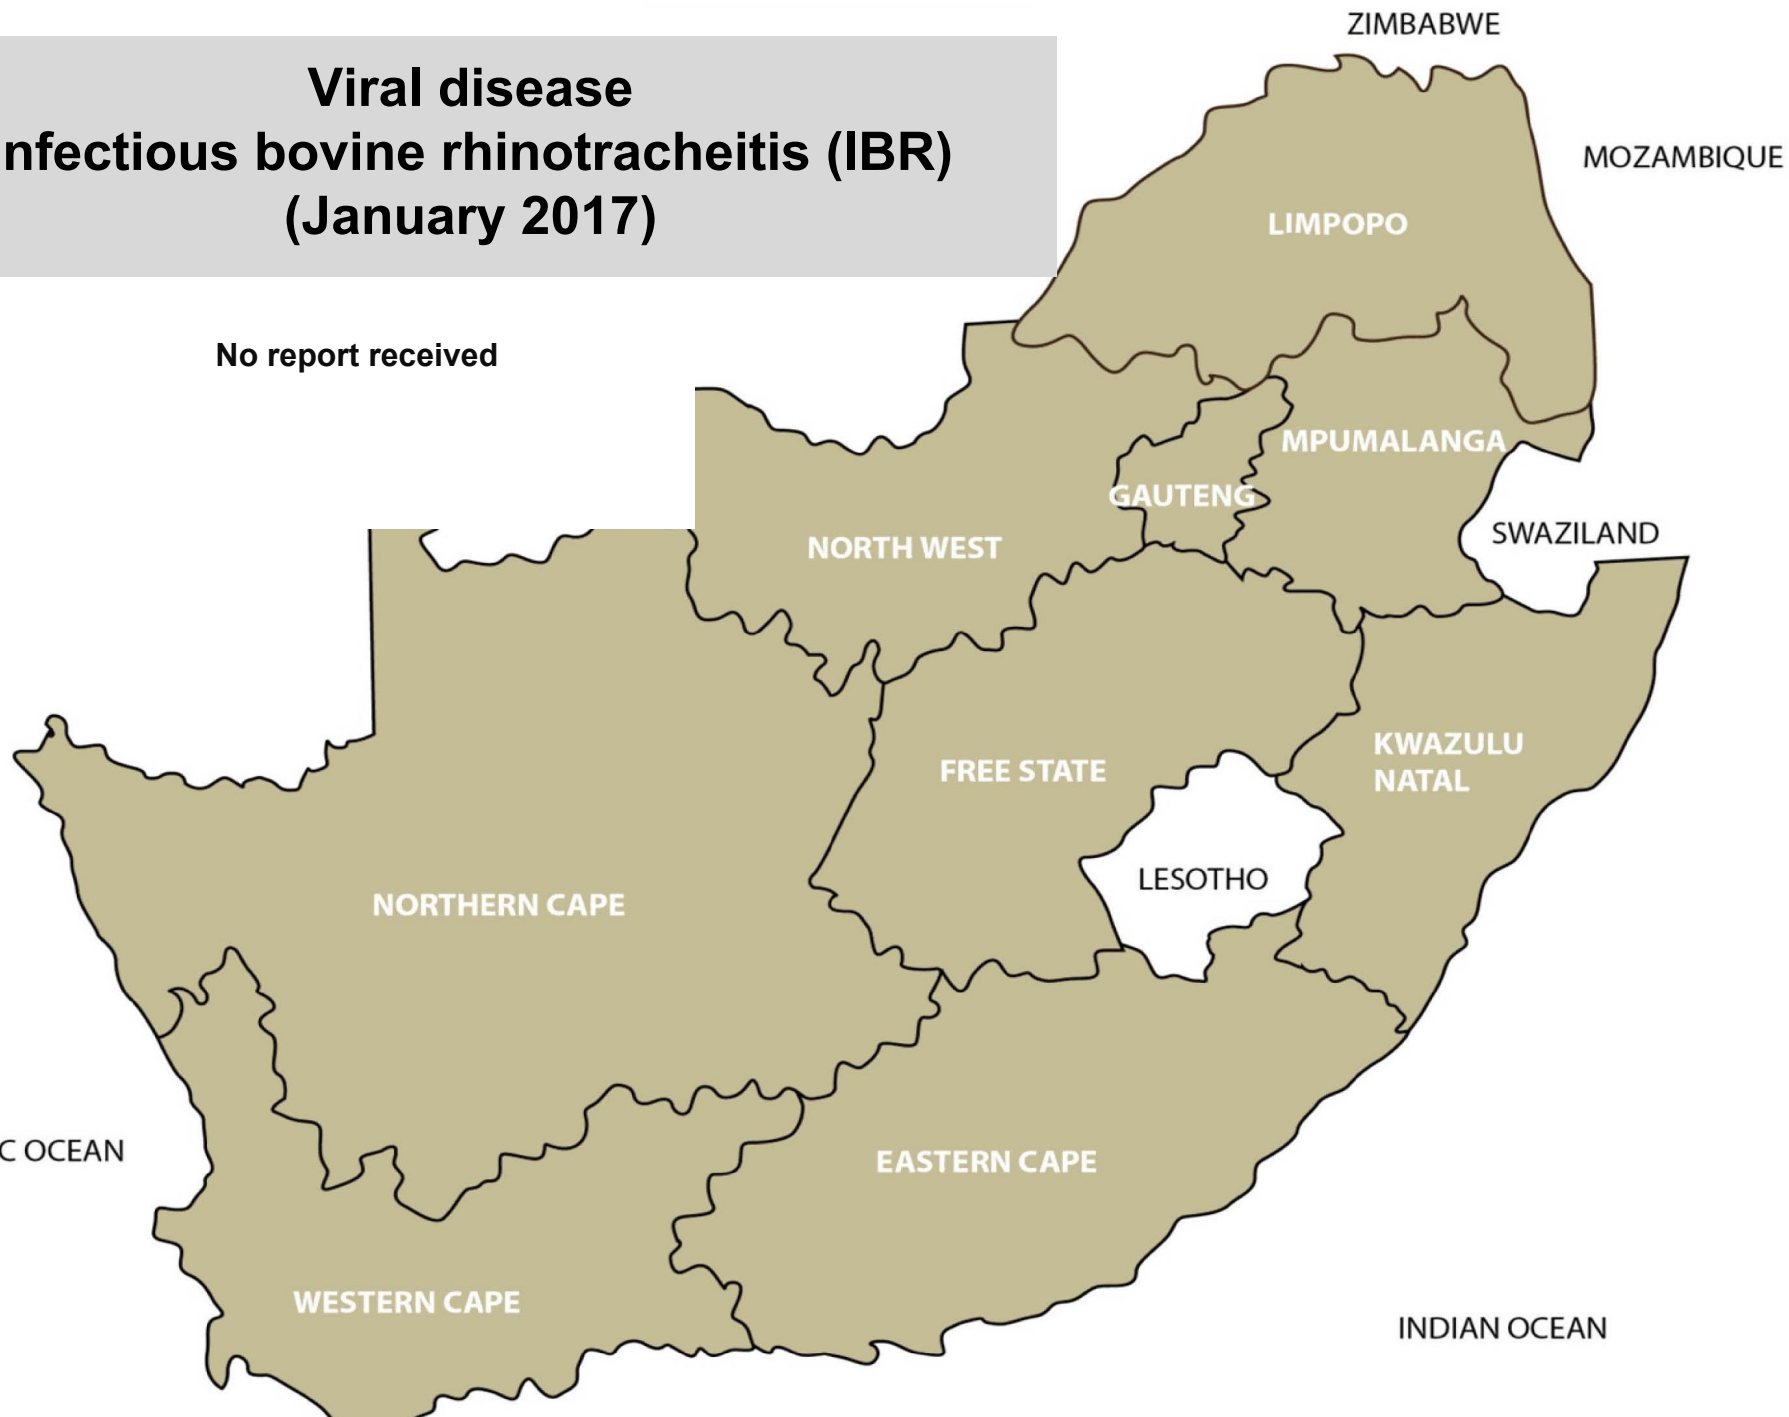 ZIMBABWE
Viral disease
nfectious bovine rhinotracheitis (IBR)
(January 2017)
MOZAMBIQUE
LIMPOPO
No report received
MPUMALANGA
GAUTENG
SWAZILAND
NORTH WEST
KWAZULU
NATAL
FREE STATE
LESOTHO
NORTHERN CAPE
C OCEAN
EASTERN CAPE
WESTERN CAPE
INDIAN OCEAN